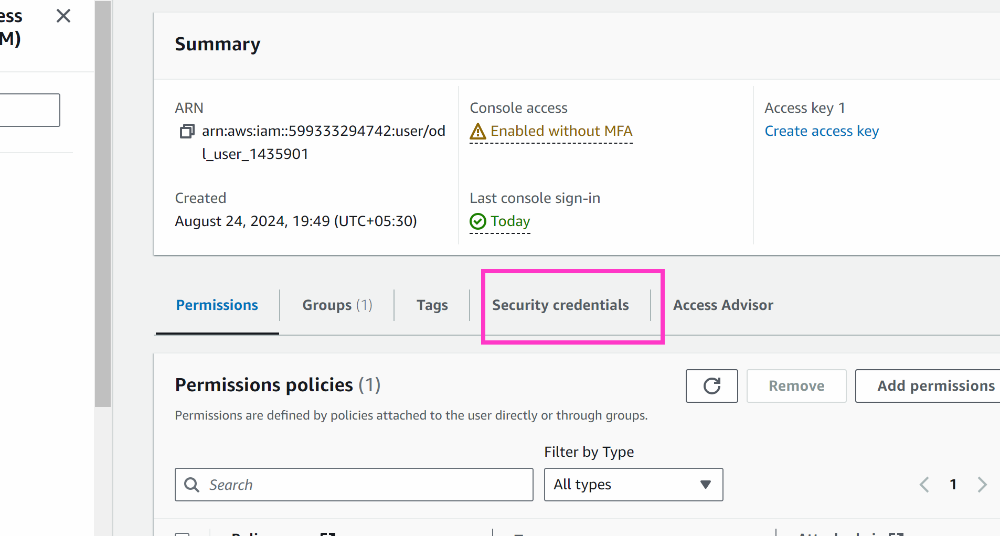 ess
M)
Summary
ARN
arn:aws:iam::599333294742:user/od
l_user_1435901
Console access
Enabled without MFA
Access key 1
Create access key
Created
August 24, 2024, 19:49 (UTC+05:30)
Last console sign-in
Today
Permissions
Groups (1)
Tags
Security credentials
Access Advisor
Permissions policies (1)
Remove
Add permissions
Permissions are defined by policies attached to the user directly or through groups.
Filter by Type
Search
All types
1